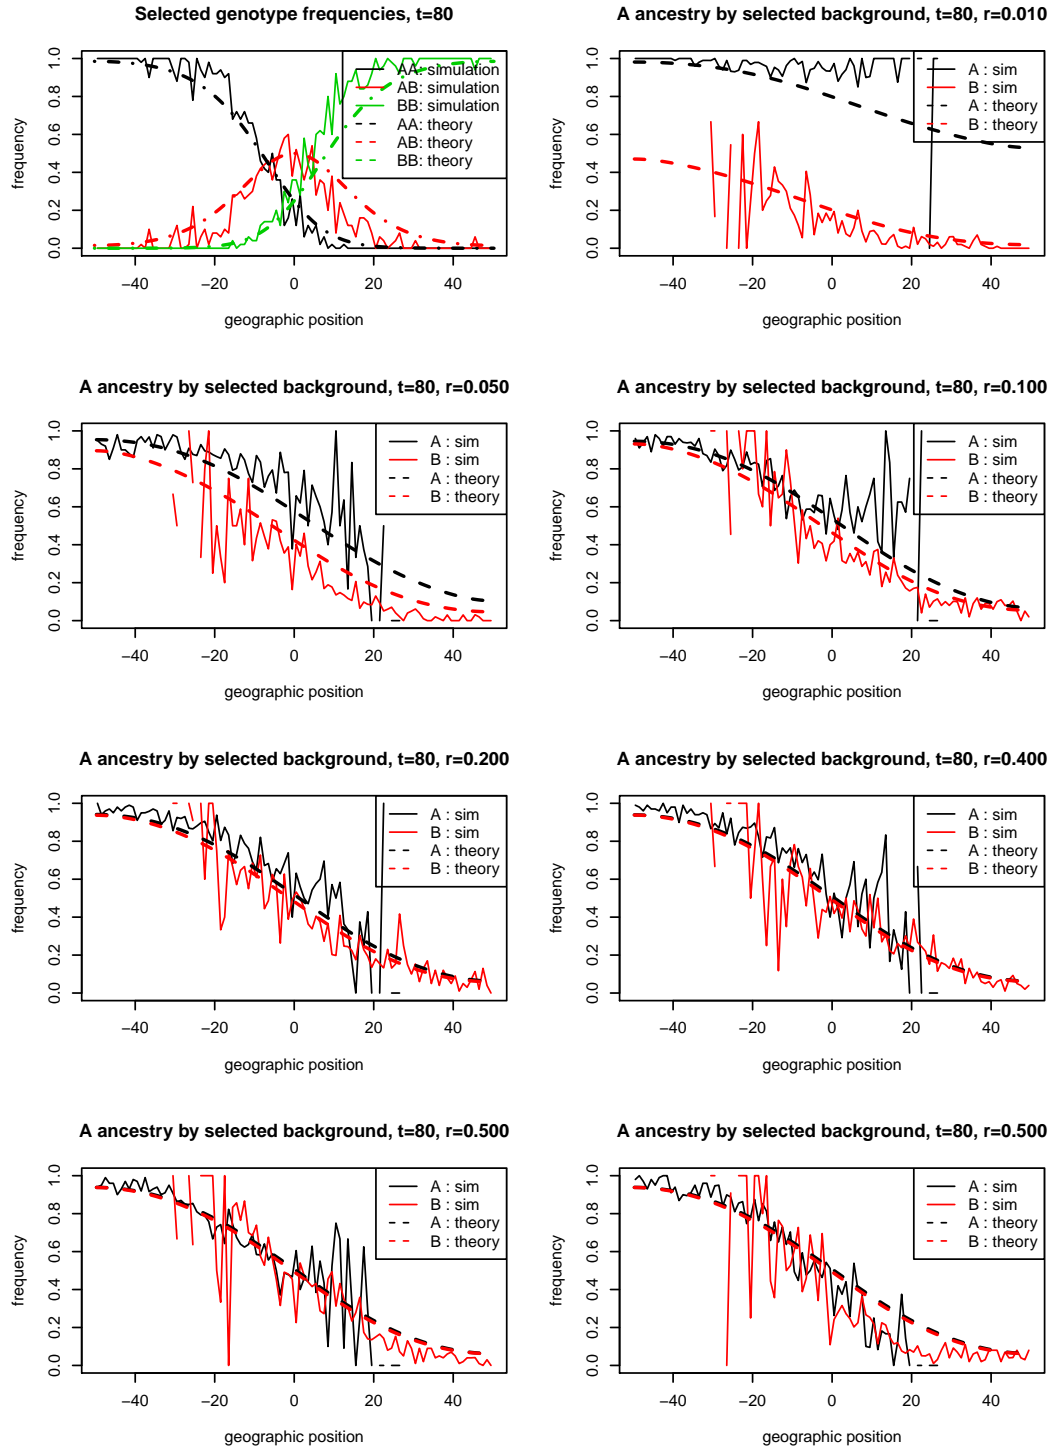 Selected genotype frequencies, t=80
frequency
0.0 0.2 0.4 0.6 0.8 1.0
AA: simulation
AB: simulation
BB: simulation
AA: theory
AB: theory
BB: theory
−40 −20 0 20 40
geographic position
A ancestry by selected background, t=80, r=0.010
frequency
0.0 0.2 0.4 0.6 0.8 1.0
A : sim
B : sim
A : theory
B : theory
−40 −20 0 20 40
geographic position
A ancestry by selected background, t=80, r=0.050
frequency
0.0 0.2 0.4 0.6 0.8 1.0
A : sim
B : sim
A : theory
B : theory
−40 −20 0 20 40
geographic position
A ancestry by selected background, t=80, r=0.100
frequency
0.0 0.2 0.4 0.6 0.8 1.0
A : sim
B : sim
A : theory
B : theory
−40 −20 0 20 40
geographic position
A ancestry by selected background, t=80, r=0.200
frequency
0.0 0.2 0.4 0.6 0.8 1.0
A : sim
B : sim
A : theory
B : theory
−40 −20 0 20 40
geographic position
A ancestry by selected background, t=80, r=0.400
frequency
0.0 0.2 0.4 0.6 0.8 1.0
A : sim
B : sim
A : theory
B : theory
−40 −20 0 20 40
geographic position
A ancestry by selected background, t=80, r=0.500
frequency
0.0 0.2 0.4 0.6 0.8 1.0
A : sim
B : sim
A : theory
B : theory
−40 −20 0 20 40
geographic position
A ancestry by selected background, t=80, r=0.500
frequency
0.0 0.2 0.4 0.6 0.8 1.0
A : sim
B : sim
A : theory
B : theory
−40 −20 0 20 40
geographic position